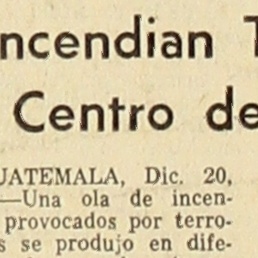 ncendian T
Centro de
UATEMALA, Dic. 20,
—Una ola de incen-
provocados por terro-
s se produjo en dife-